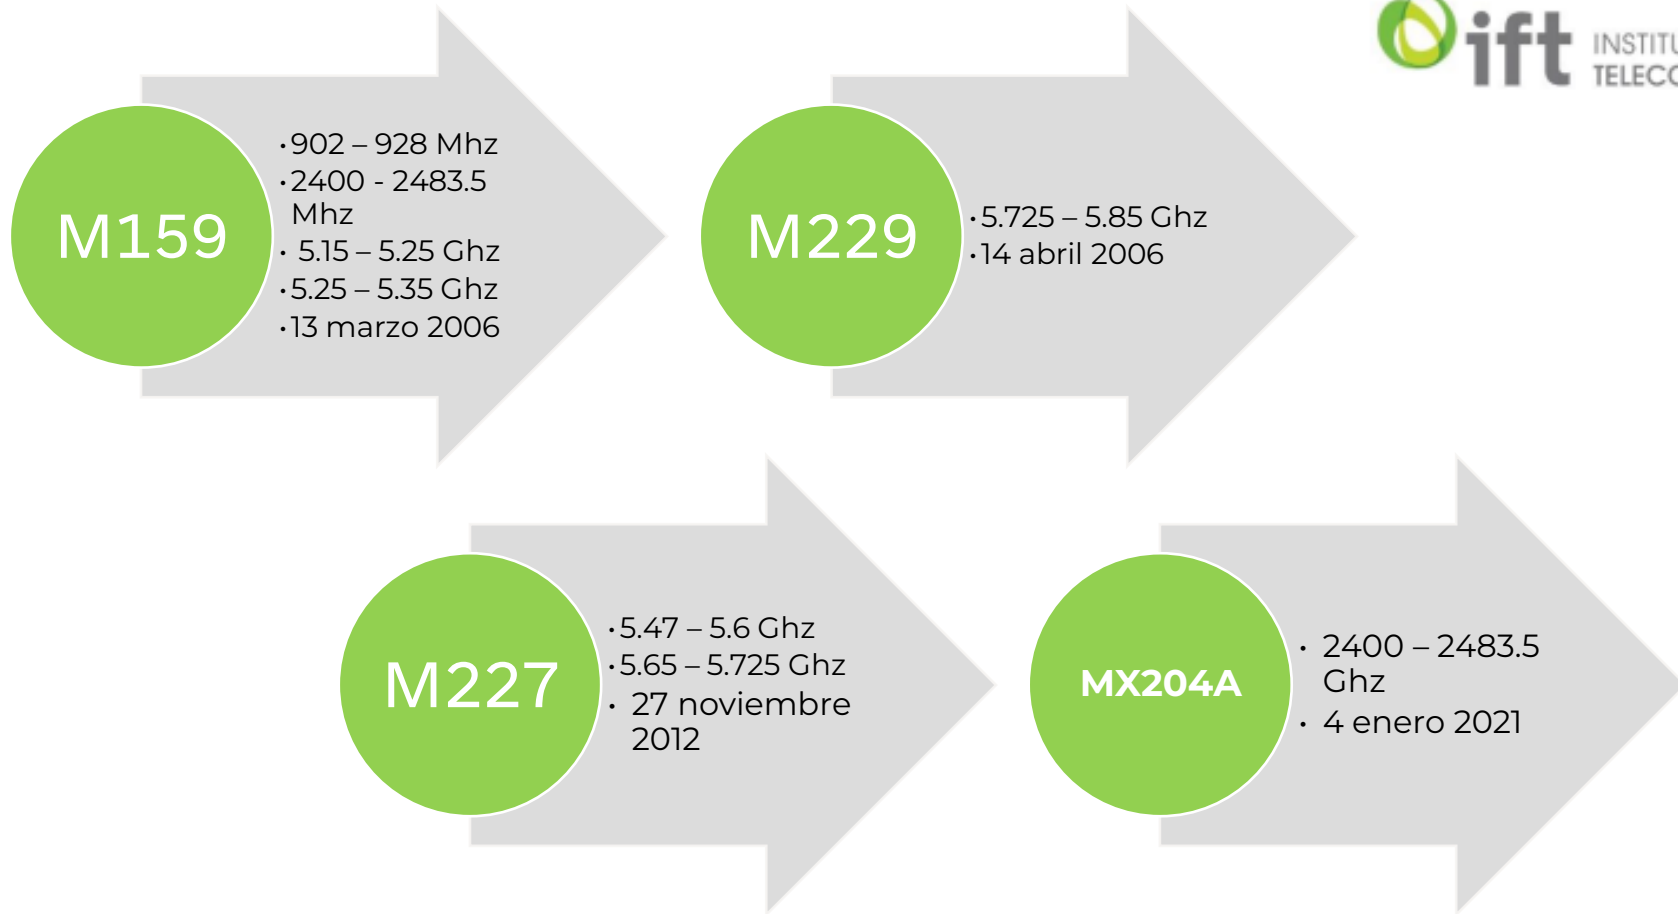 ift INSTITU
TELECO
M159
•902 – 928 Mhz
•2400 - 2483.5
Mhz
• 5.15 – 5.25 Ghz
•5.25 – 5.35 Ghz
•13 marzo 2006
M229
•5.725 – 5.85 Ghz
•14 abril 2006
M227
•5.47 – 5.6 Ghz
•5.65 – 5.725 Ghz
• 27 noviembre
2012
MX204A
• 2400 – 2483.5
Ghz
• 4 enero 2021